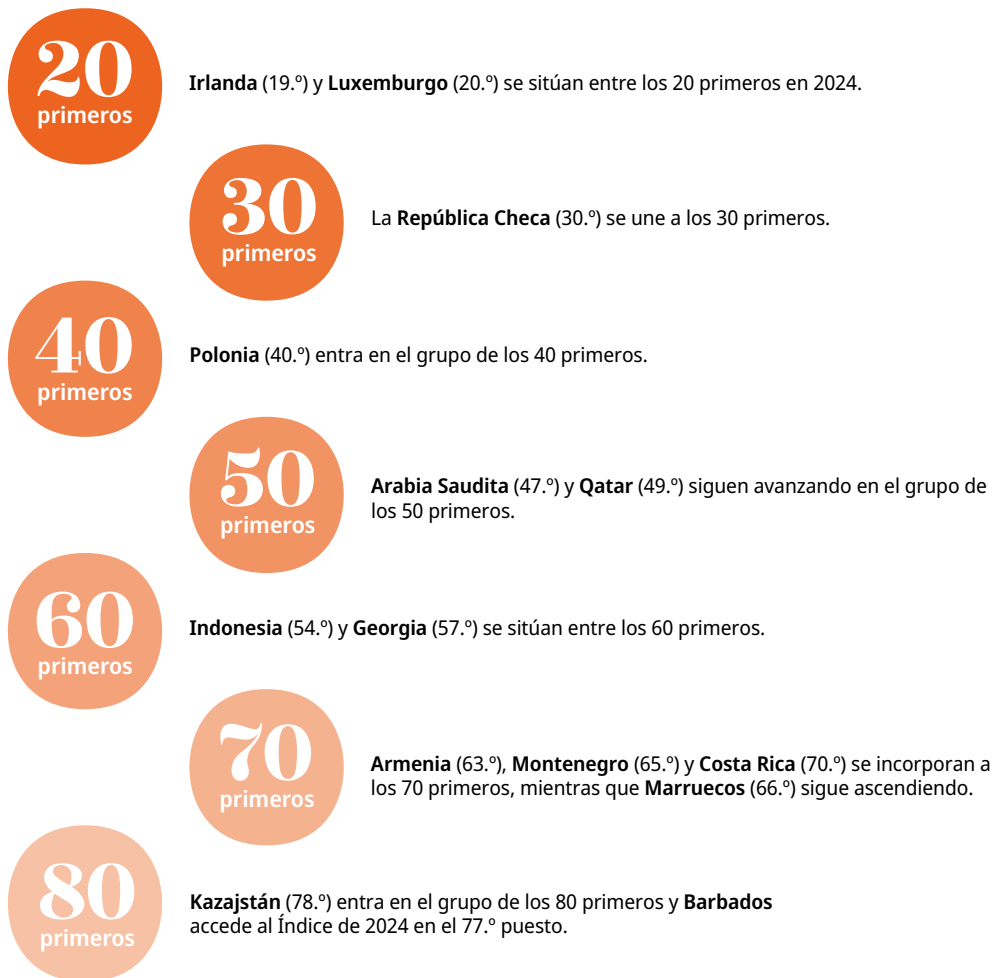 20
primeros
Irlanda (19.º) y Luxemburgo (20.º) se sitúan entre los 20 primeros en 2024.
30
primeros
La República Checa (30.º) se une a los 30 primeros.
40
primeros
Polonia (40.º) entra en el grupo de los 40 primeros.
50
primeros
Arabia Saudita (47.º) y Qatar (49.º) siguen avanzando en el grupo de
los 50 primeros.
60
primeros
Indonesia (54.º) y Georgia (57.º) se sitúan entre los 60 primeros.
70
primeros
Armenia (63.º), Montenegro (65.º) y Costa Rica (70.º) se incorporan a
los 70 primeros, mientras que Marruecos (66.º) sigue ascendiendo.
80
primeros
Kazajstán (78.º) entra en el grupo de los 80 primeros y Barbados
accede al Índice de 2024 en el 77.º puesto.